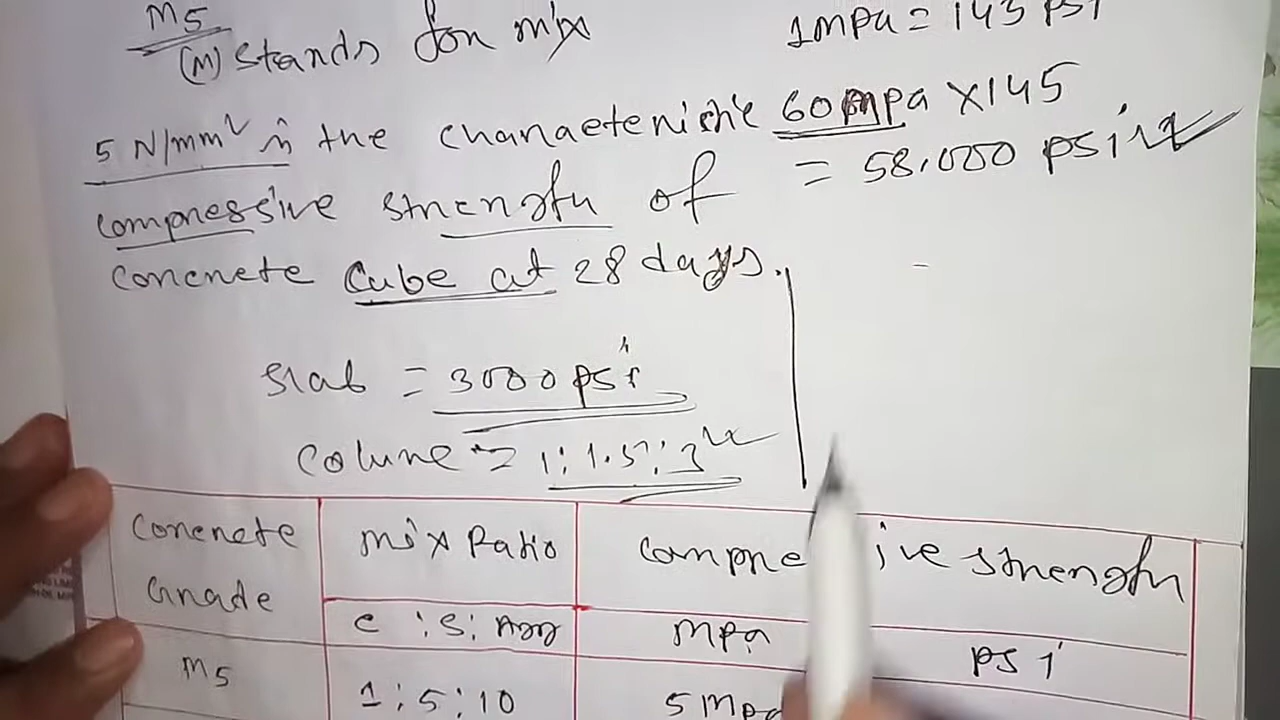 M5
(M) stands for mix
1mpa = 145 psi
5 N/mm² is the characteristic
compressive strength of
concrete cube at 28 days.
60 mpa X145
= 58.000 psi
slab = 3000 psi
Colume = 1:1.5:3
Concrete Grade
mix Ratio
compre ive strength
C : S : Agg
mpa
psi
M5
1:5:10
5 Mpa